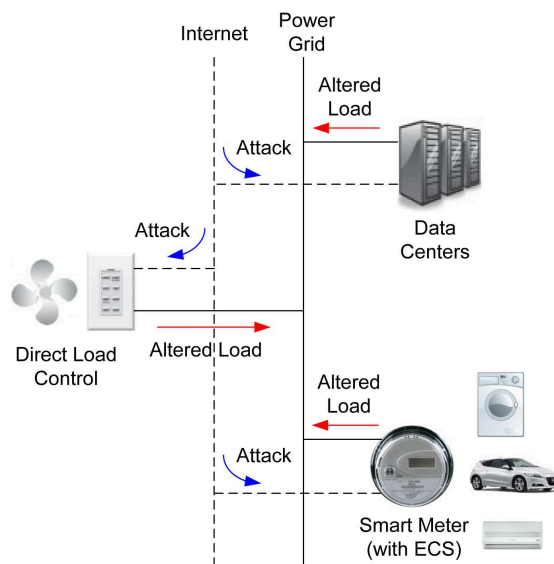 Internet
Power
Grid
Altered
Load
Attack
Data
Centers
Attack
Direct Load
Control
Altered Load
Altered
Load
Attack
Smart Meter
(with ECS)